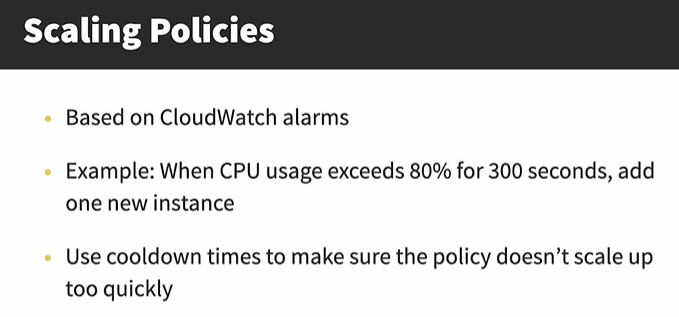 Scaling Policies
• Based on CloudWatch alarms
• Example: When CPU usage exceeds 80% for 300 seconds, add
one new instance
• Use cooldown times to make sure the policy doesn’t scale up
too quickly